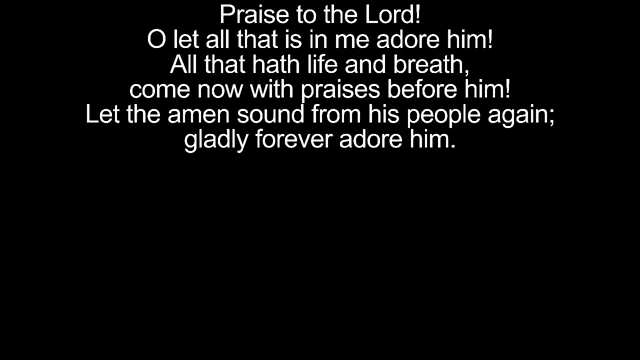 Praise to the Lord!
O let all that is in me adore him!
All that hath life and breath,
come now with praises before him!
Let the amen sound from his people again;
gladly forever adore him.